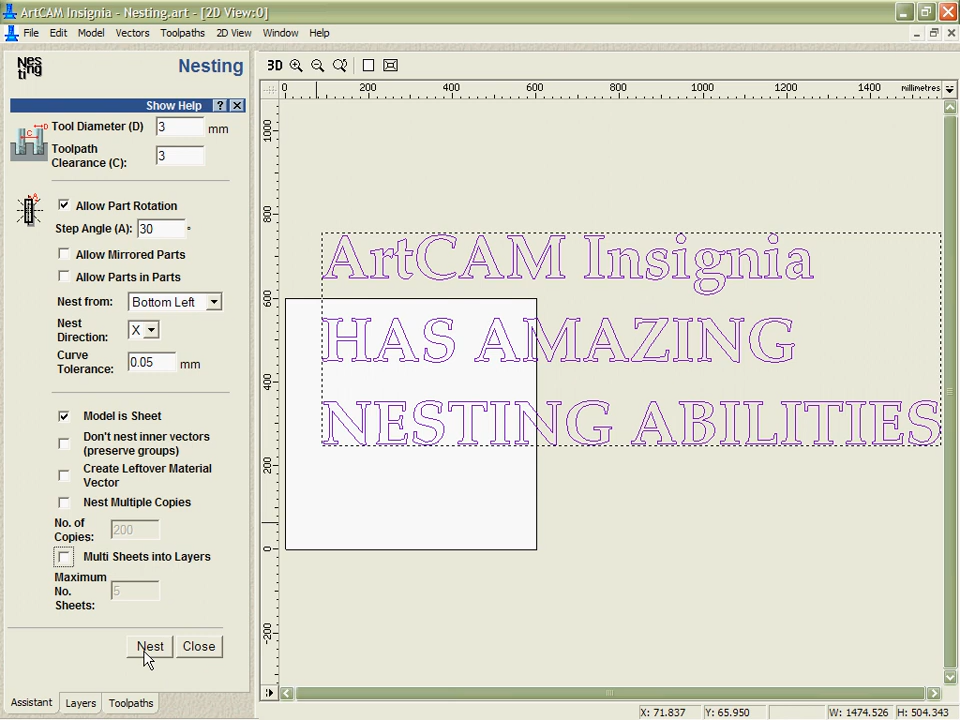 ArtCAM Insignia - Nesting.art - [2D View:0]
File Edit Model Vectors Toolpaths 2D View Window Help
Nes
ting
Nesting
Show Help ? X
D
C
Tool Diameter (D) 3 mm
Toolpath
Clearance (C): 3
A
Allow Part Rotation
Step Angle (A): 30 °
Allow Mirrored Parts
Allow Parts in Parts
Nest from: Bottom Left
Nest
Direction: X
Curve
Tolerance: 0.05 mm
Model is Sheet
Don't nest inner vectors
(preserve groups)
Create Leftover Material
Vector
Nest Multiple Copies
No. of
Copies: 200
Multi Sheets into Layers
Maximum
No.
Sheets: 5
Nest Close
Assistant Layers Toolpaths
3D
0 200 400 600 800 1000 1200 1400 millimetres
1000
800
600
400
200
0
-200
ArtCAM Insignia
HAS AMAZING
NESTING ABILITIES
X: 71.837 Y: 65.950 W: 1474.526 H: 504.343